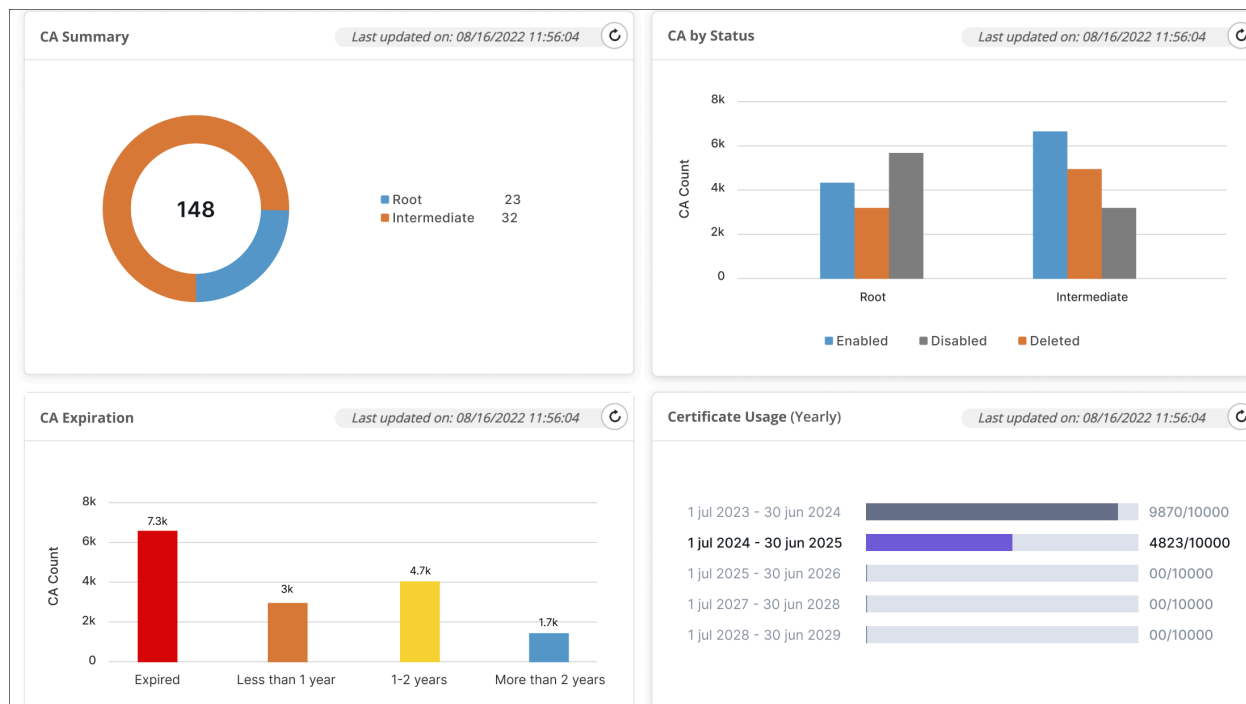 CA Summary
Last updated on: 08/16/2022 11:56:04
148
Root 23
Intermediate 32
CA by Status
Last updated on: 08/16/2022 11:56:04
8k
6k
4k
2k
0
CA Count
Root Intermediate
Enabled Disabled Deleted
CA Expiration
Last updated on: 08/16/2022 11:56:04
8k
6k
4k
2k
0
CA Count
7.3k
3k
4.7k
1.7k
Expired Less than 1 year 1-2 years More than 2 years
Certificate Usage (Yearly)
Last updated on: 08/16/2022 11:56:04
1 jul 2023 - 30 jun 2024 9870/10000
1 jul 2024 - 30 jun 2025 4823/10000
1 jul 2025 - 30 jun 2026 00/10000
1 jul 2027 - 30 jun 2028 00/10000
1 jul 2028 - 30 jun 2029 00/10000